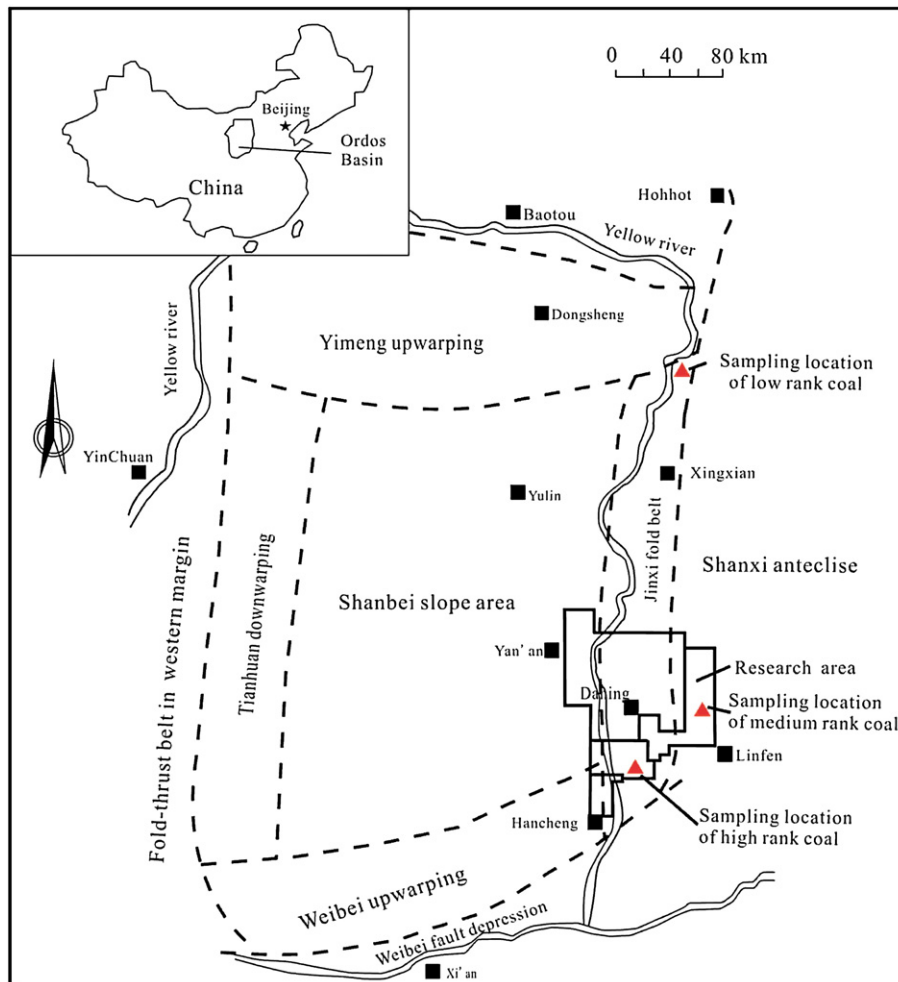 Beijing
Ordos
Basin
China
0 40 80 km
Hohhot
Baotou
Yellow river
Yellow river
Dongsheng
Yimeng upwarping
Sampling location
of low rank coal
YinChuan
Yulin
Xingxian
Jinxi fold belt
Shanxi anteclise
Fold-thrust belt in western margin
Tianhuan downwarping
Shanbei slope area
Yan' an
Research area
Daning
Sampling location
of medium rank coal
Linfen
Hancheng
Sampling location
of high rank coal
Weibei upwarping
Weibei fault depression
Xi' an